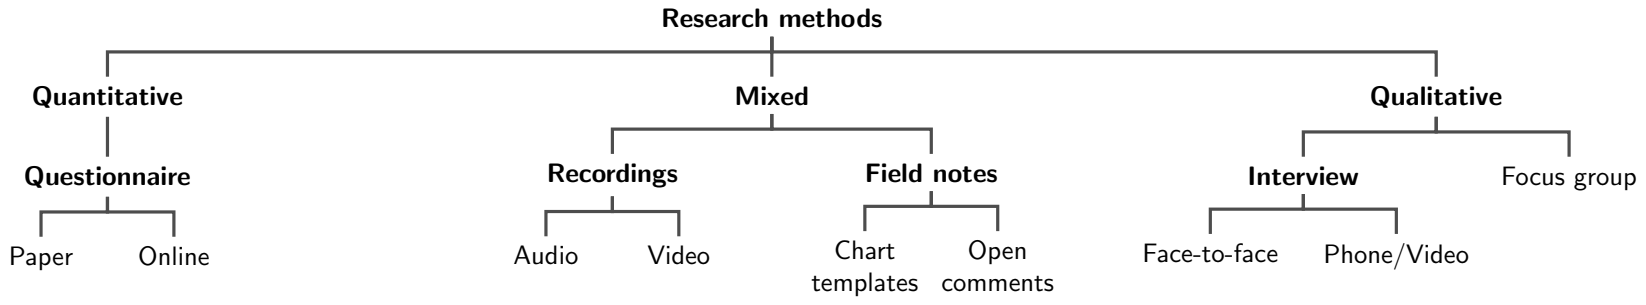 Research methods
Quantitative
Mixed
Qualitative
Questionnaire
Recordings
Field notes
Interview
Focus group
Paper
Online
Audio
Video
Chart
templates
Open
comments
Face-to-face
Phone/Video